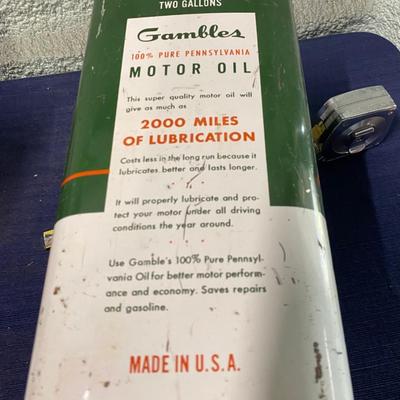 TWO GALLONS
Gambles
100% PURE PENNSYLVANIA
MOTOR OIL
This super quality motor oil will
give as much as
2000 MILES
OF LUBRICATION
Costs less in the long run because it
lubricates better and lasts longer.
It will properly lubricate and pro-
tect your motor under all driving
conditions the year around.
Use Gamble's 100% Pure Pennsyl-
vania Oil for better motor perform-
ance and economy. Saves repairs
and gasoline.
MADE IN U.S.A.